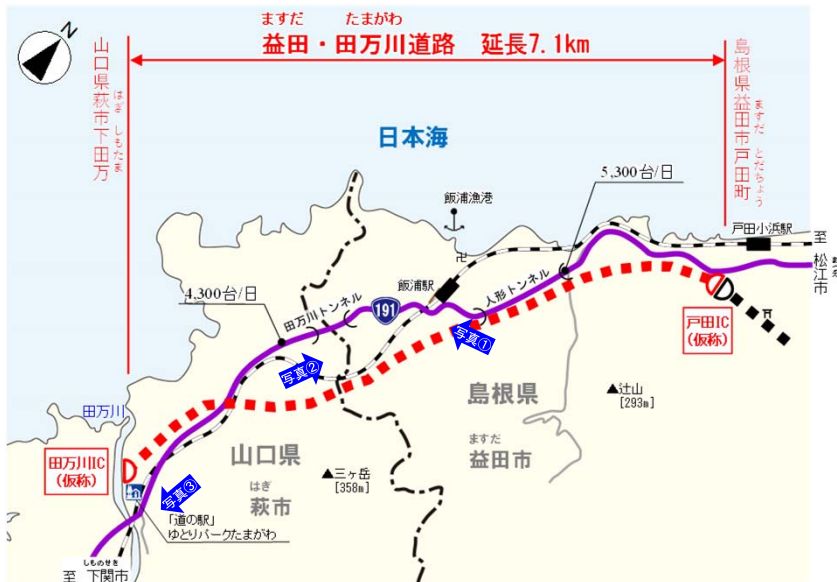 N
ますだ たまがわ
益田・田万川道路 延長7.1km
山口県萩市下田万
はぎ しもたま
島根県益田市戸田町
ますだ とだちょう
日本海
5,300台/日
飯浦漁港
戸田小浜駅
至 松江市
4,300台/日
田万川トンネル
飯浦駅
人形トンネル
191
写真①
戸田IC
(仮称)
写真②
島根県
▲辻山
[293m]
田万川
ますだ
益田市
田万川IC
(仮称)
山口県
▲三ヶ岳
[358m]
はぎ
萩市
写真③
「道の駅」
ゆとりパークたまがわ
しものせき
至 下関市